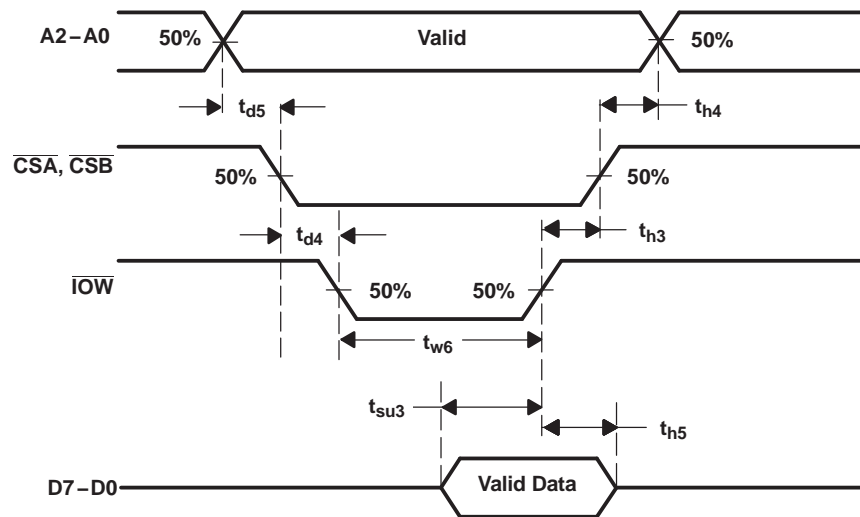 A2–A0 50% Valid 50%
td5 th4
CSA, CSB 50% 50%
td4 th3
IOW 50% 50%
tw6
tsu3 th5
D7–D0 Valid Data